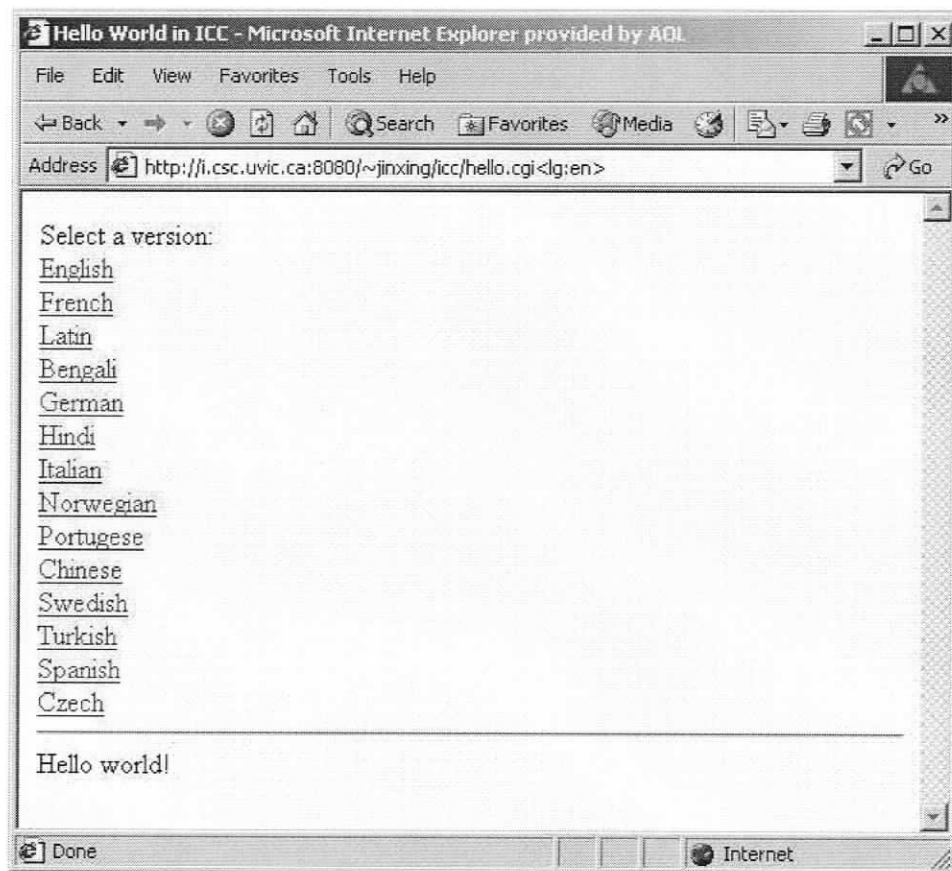 Hello World in ICC - Microsoft Internet Explorer provided by AOL
File Edit View Favorites Tools Help
Back Search Favorites Media »
Address http://i.csc.uvic.ca:8080/~jinxing/icc/hello.cgi<lg:en> Go
Select a version:
English
French
Latin
Bengali
German
Hindi
Italian
Norwegian
Portugese
Chinese
Swedish
Turkish
Spanish
Czech
Hello world!
Done Internet